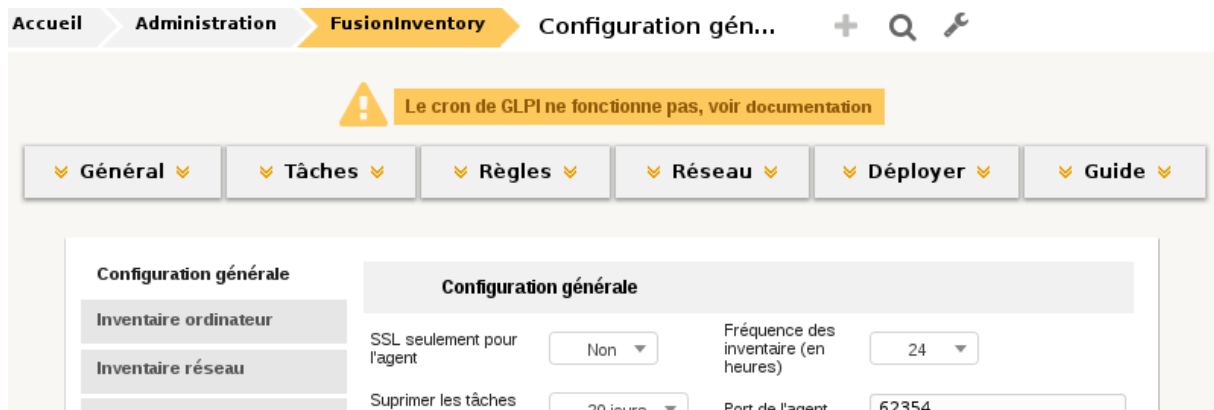 Accueil Administration FusionInventory Configuration gén...
Le cron de GLPI ne fonctionne pas, voir documentation
Général Tâches Règles Réseau Déployer Guide
Configuration générale
Inventaire ordinateur
Inventaire réseau
Configuration générale
SSL seulement pour
l'agent
Non
Fréquence des
inventaire (en
heures)
24
Suprimer les tâches
20 jours
Port de l'agent
62354